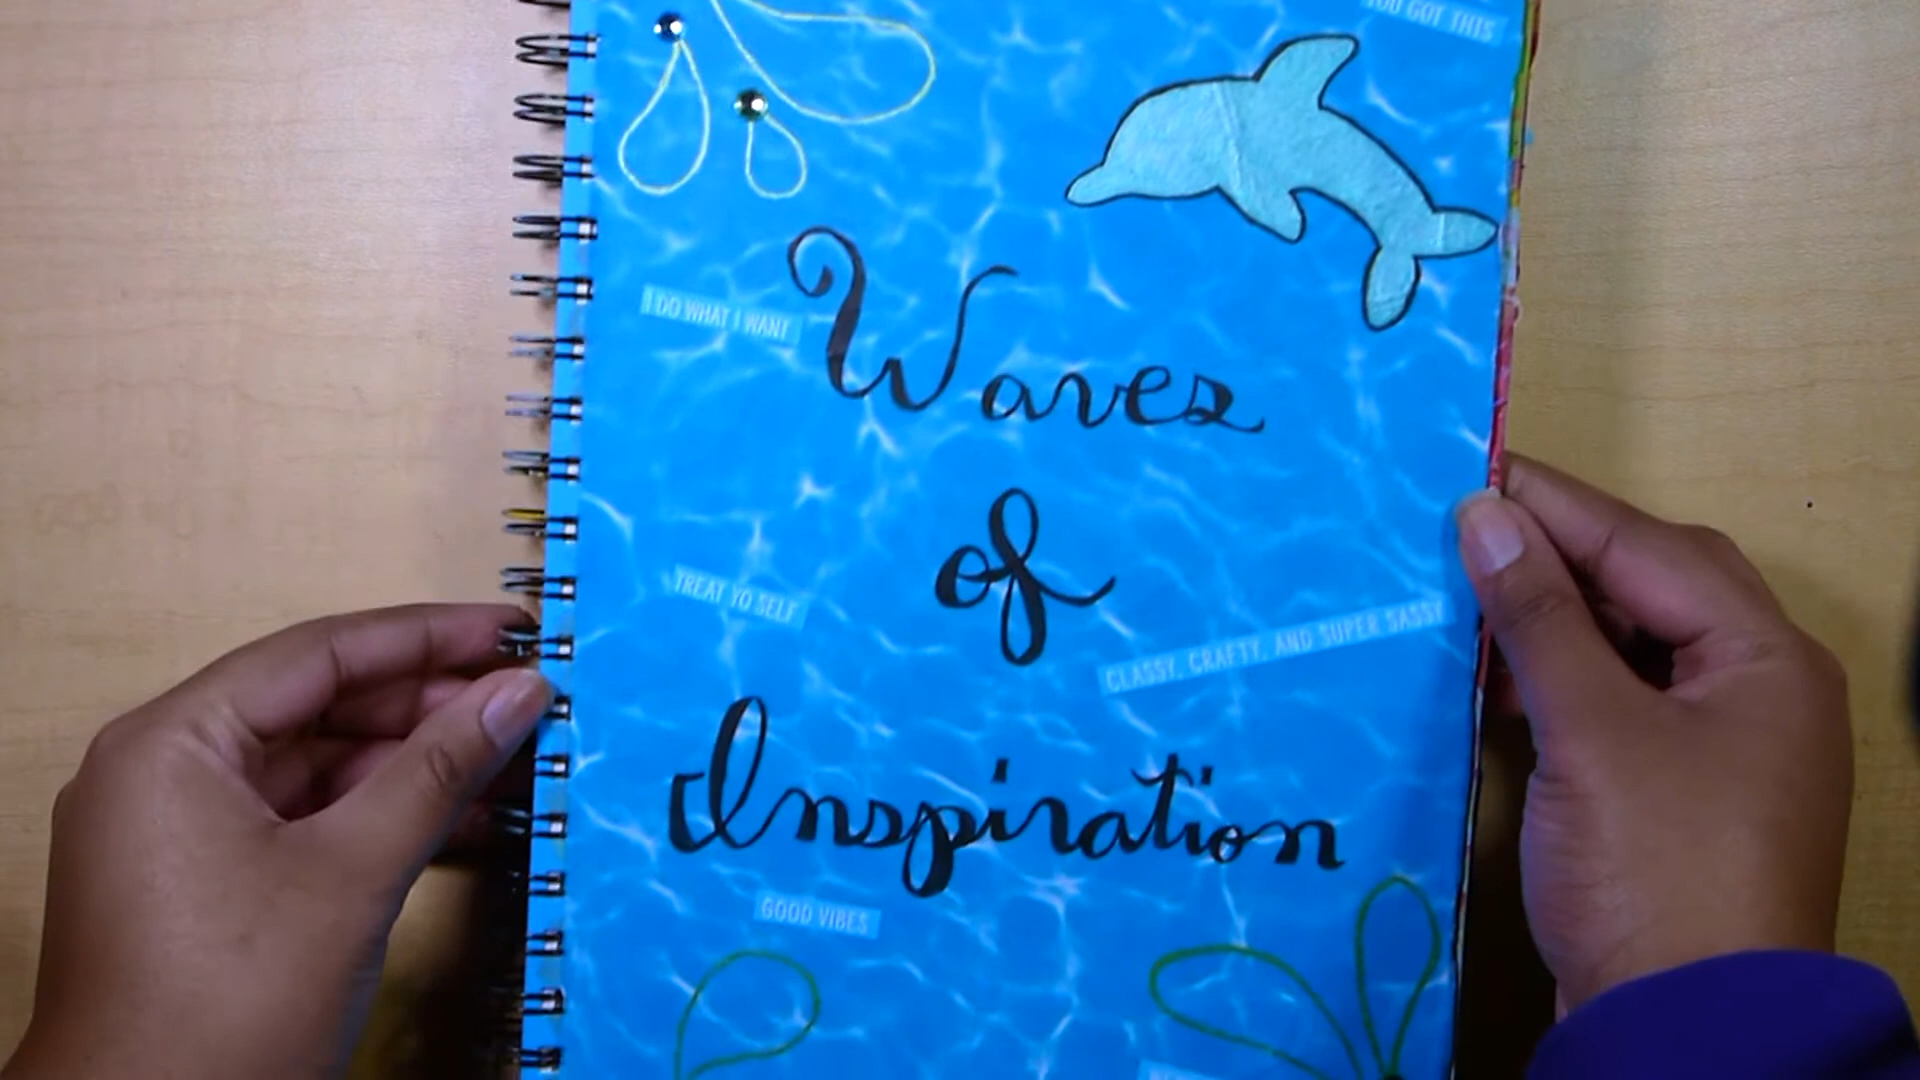 YOU GOT THIS
I DO WHAT I WANT
Waves
of
TREAT YO SELF
CLASSY, CRAFTY, AND SUPER SASSY
Inspiration
GOOD VIBES